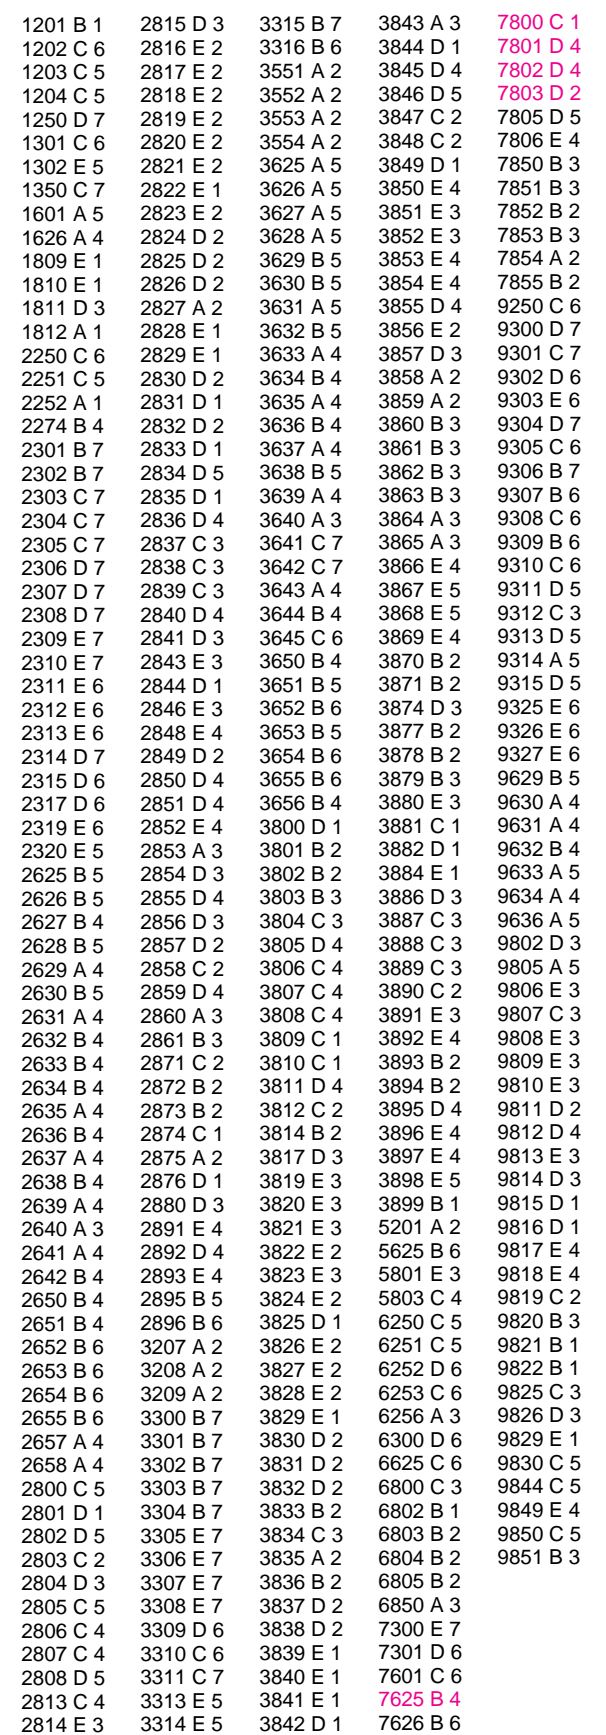 1201 B 1
1202 C 6
1203 C 5
1204 C 5
1250 D 7
1301 C 6
1302 E 5
1350 C 7
1601 A 5
1626 A 4
1809 E 1
1810 E 1
1811 D 3
1812 A 1
2250 C 6
2251 C 5
2252 A 1
2274 B 4
2301 B 7
2302 B 7
2303 C 7
2304 C 7
2305 C 7
2306 D 7
2307 D 7
2308 D 7
2309 E 7
2310 E 7
2311 E 6
2312 E 6
2313 E 6
2314 D 7
2315 D 6
2317 D 6
2319 E 6
2320 E 5
2625 B 5
2626 B 5
2627 B 4
2628 B 5
2629 A 4
2630 B 5
2631 A 4
2632 B 4
2633 B 4
2634 B 4
2635 A 4
2636 B 4
2637 A 4
2638 B 4
2639 A 4
2640 A 3
2641 A 4
2642 B 4
2650 B 4
2651 B 4
2652 B 6
2653 B 6
2654 B 6
2655 B 6
2657 A 4
2658 A 4
2800 C 5
2801 D 1
2802 D 5
2803 C 2
2804 D 3
2805 C 5
2806 C 4
2807 C 4
2808 D 5
2813 C 4
2814 E 3
2815 D 3
2816 E 2
2817 E 2
2818 E 2
2819 E 2
2820 E 2
2821 E 2
2822 E 1
2823 E 2
2824 D 2
2825 D 2
2826 D 2
2827 A 2
2828 E 1
2829 E 1
2830 D 2
2831 D 1
2832 D 2
2833 D 1
2834 D 5
2835 D 1
2836 D 4
2837 C 3
2838 C 3
2839 C 3
2840 D 4
2841 D 3
2843 E 3
2844 D 1
2846 E 3
2848 E 4
2849 D 2
2850 D 4
2851 D 4
2852 E 4
2853 A 3
2854 D 3
2855 D 4
2856 D 3
2857 D 2
2858 C 2
2859 D 4
2860 A 3
2861 B 3
2871 C 2
2872 B 2
2873 B 2
2874 C 1
2875 A 2
2876 D 1
2880 D 3
2891 E 4
2892 D 4
2893 E 4
2895 B 5
2896 B 6
3207 A 2
3208 A 2
3209 A 2
3300 B 7
3301 B 7
3302 B 7
3303 B 7
3304 B 7
3305 E 7
3306 E 7
3307 E 7
3308 E 7
3309 D 6
3310 C 6
3311 C 7
3313 E 5
3314 E 5
3315 B 7
3316 B 6
3551 A 2
3552 A 2
3553 A 2
3554 A 2
3625 A 5
3626 A 5
3627 A 5
3628 A 5
3629 B 5
3630 B 5
3631 A 5
3632 B 5
3633 A 4
3634 B 4
3635 A 4
3636 B 4
3637 A 4
3638 B 5
3639 A 4
3640 A 3
3641 C 7
3642 C 7
3643 A 4
3644 B 4
3645 C 6
3650 B 4
3651 B 5
3652 B 6
3653 B 5
3654 B 6
3655 B 6
3656 B 4
3800 D 1
3801 B 2
3802 B 2
3803 B 3
3804 C 3
3805 D 4
3806 C 4
3807 C 4
3808 C 4
3809 C 1
3810 C 1
3811 D 4
3812 C 2
3814 B 2
3817 D 3
3819 E 3
3820 E 3
3821 E 3
3822 E 2
3823 E 3
3824 E 2
3825 D 1
3826 E 2
3827 E 2
3828 E 2
3829 E 1
3830 D 2
3831 D 2
3832 D 2
3833 B 2
3834 C 3
3835 A 2
3836 B 2
3837 D 2
3838 D 2
3839 E 1
3840 E 1
3841 E 1
3842 D 1
3843 A 3
3844 D 1
3845 D 4
3846 D 5
3847 C 2
3848 C 2
3849 D 1
3850 E 4
3851 E 3
3852 E 3
3853 E 4
3854 E 4
3855 D 4
3856 E 2
3857 D 3
3858 A 2
3859 A 2
3860 B 3
3861 B 3
3862 B 3
3863 B 3
3864 A 3
3865 A 3
3866 E 4
3867 E 5
3868 E 5
3869 E 4
3870 B 2
3871 B 2
3874 D 3
3877 B 2
3878 B 2
3879 B 3
3880 E 3
3881 C 1
3882 D 1
3884 E 1
3886 D 3
3887 C 3
3888 C 3
3889 C 3
3890 C 2
3891 E 3
3892 E 4
3893 B 2
3894 B 2
3895 D 4
3896 E 4
3897 E 4
3898 E 5
3899 B 1
5201 A 2
5625 B 6
5801 E 3
5803 C 4
6250 C 5
6251 C 5
6252 D 6
6253 C 6
6256 A 3
6300 D 6
6625 C 6
6800 C 3
6802 B 1
6803 B 2
6804 B 2
6805 B 2
6850 A 3
7300 E 7
7301 D 6
7601 C 6
7625 B 4
7626 B 6
7800 C 1
7801 D 4
7802 D 4
7803 D 2
7805 D 5
7806 E 4
7850 B 3
7851 B 3
7852 B 2
7853 B 3
7854 A 2
7855 B 2
9250 C 6
9300 D 7
9301 C 7
9302 D 6
9303 E 6
9304 D 7
9305 C 6
9306 B 7
9307 B 6
9308 C 6
9309 B 6
9310 C 6
9311 D 5
9312 C 3
9313 D 5
9314 A 5
9315 D 5
9325 E 6
9326 E 6
9327 E 6
9629 B 5
9630 A 4
9631 A 4
9632 B 4
9633 A 5
9634 A 4
9636 A 5
9802 D 3
9805 A 5
9806 E 3
9807 C 3
9808 E 3
9809 E 3
9810 E 3
9811 D 2
9812 D 4
9813 E 3
9814 D 3
9815 D 1
9816 D 1
9817 E 4
9818 E 4
9819 C 2
9820 B 3
9821 B 1
9822 B 1
9825 C 3
9826 D 3
9829 E 1
9830 C 5
9844 C 5
9849 E 4
9850 C 5
9851 B 3